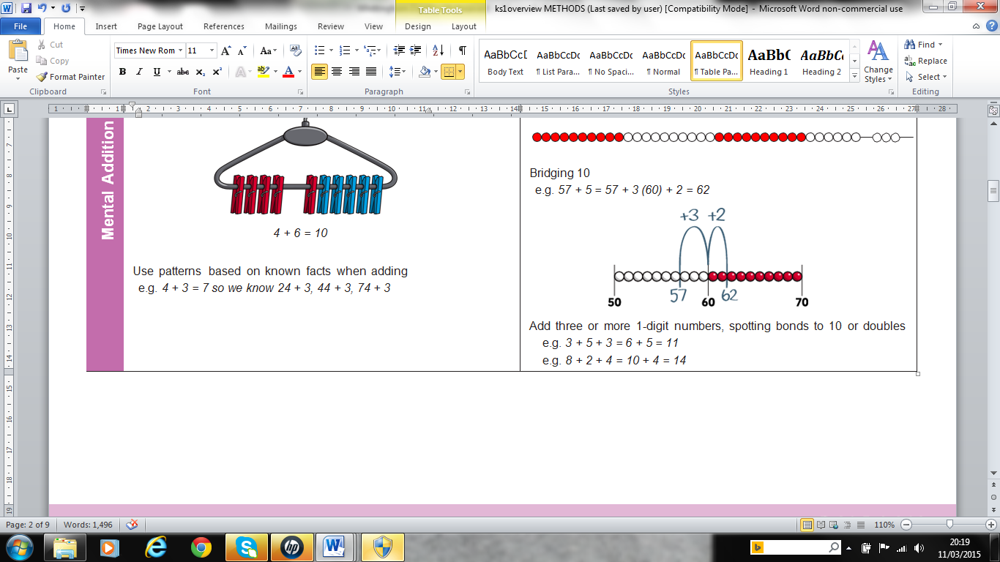 Table Tools
ks1overview METHODS (Last saved by user) [Compatibility Mode] - Microsoft Word non-commercial use
File Home Insert Page Layout References Mailings Review View Design Layout
Cut
Copy
Format Painter
Paste
Clipboard
Times New Rom 11
Font
Paragraph
AaBbCcD AaBbCcDc AaBbCcDc AaBbCcDc AaBbCcDc AaBbC AaBbC
Body Text ¶ List Para... ¶ No Spaci... ¶ Normal ¶ Table Pa... Heading 1 Heading 2
Styles
Change Styles
Find
Replace
Select
Editing
Mental Addition
4 + 6 = 10
Use patterns based on known facts when adding
e.g. 4 + 3 = 7 so we know 24 + 3, 44 + 3, 74 + 3
Bridging 10
e.g. 57 + 5 = 57 + 3 (60) + 2 = 62
+3 +2
57 62
50 60 70
Add three or more 1-digit numbers, spotting bonds to 10 or doubles
e.g. 3 + 5 + 3 = 6 + 5 = 11
e.g. 8 + 2 + 4 = 10 + 4 = 14
Page: 2 of 9 Words: 1,496
110%
20:19
11/03/2015